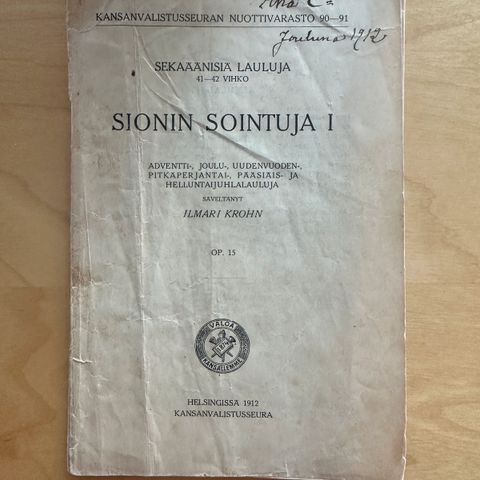 KANSANVALISTUSSEURAN NUOTTIVARASTO 90—91
Jouluna 1912
SEKAÄÄNISIÄ LAULUJA
41—42 VIHKO
SIONIN SOINTUJA I
ADVENTTI-, JOULU-, UUDENVUODEN-,
PITKÄPERJANTAI-, PÄÄSIÄIS- JA
HELLUNTAIJUHLALAULUJA
SÄVELTÄNYT
ILMARI KROHN
OP. 15
VALOA
KANSALLEMME
HELSINGISSÄ 1912
KANSANVALISTUSSEURA